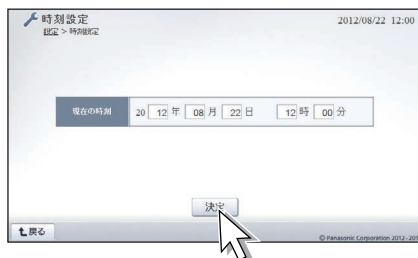 時刻設定
2012/08/22 12:00
設定 > 時刻設定
現在の時刻 20 12 年 08 月 22 日 12 時 00 分
決定
戻る
© Panasonic Corporation 2012-201